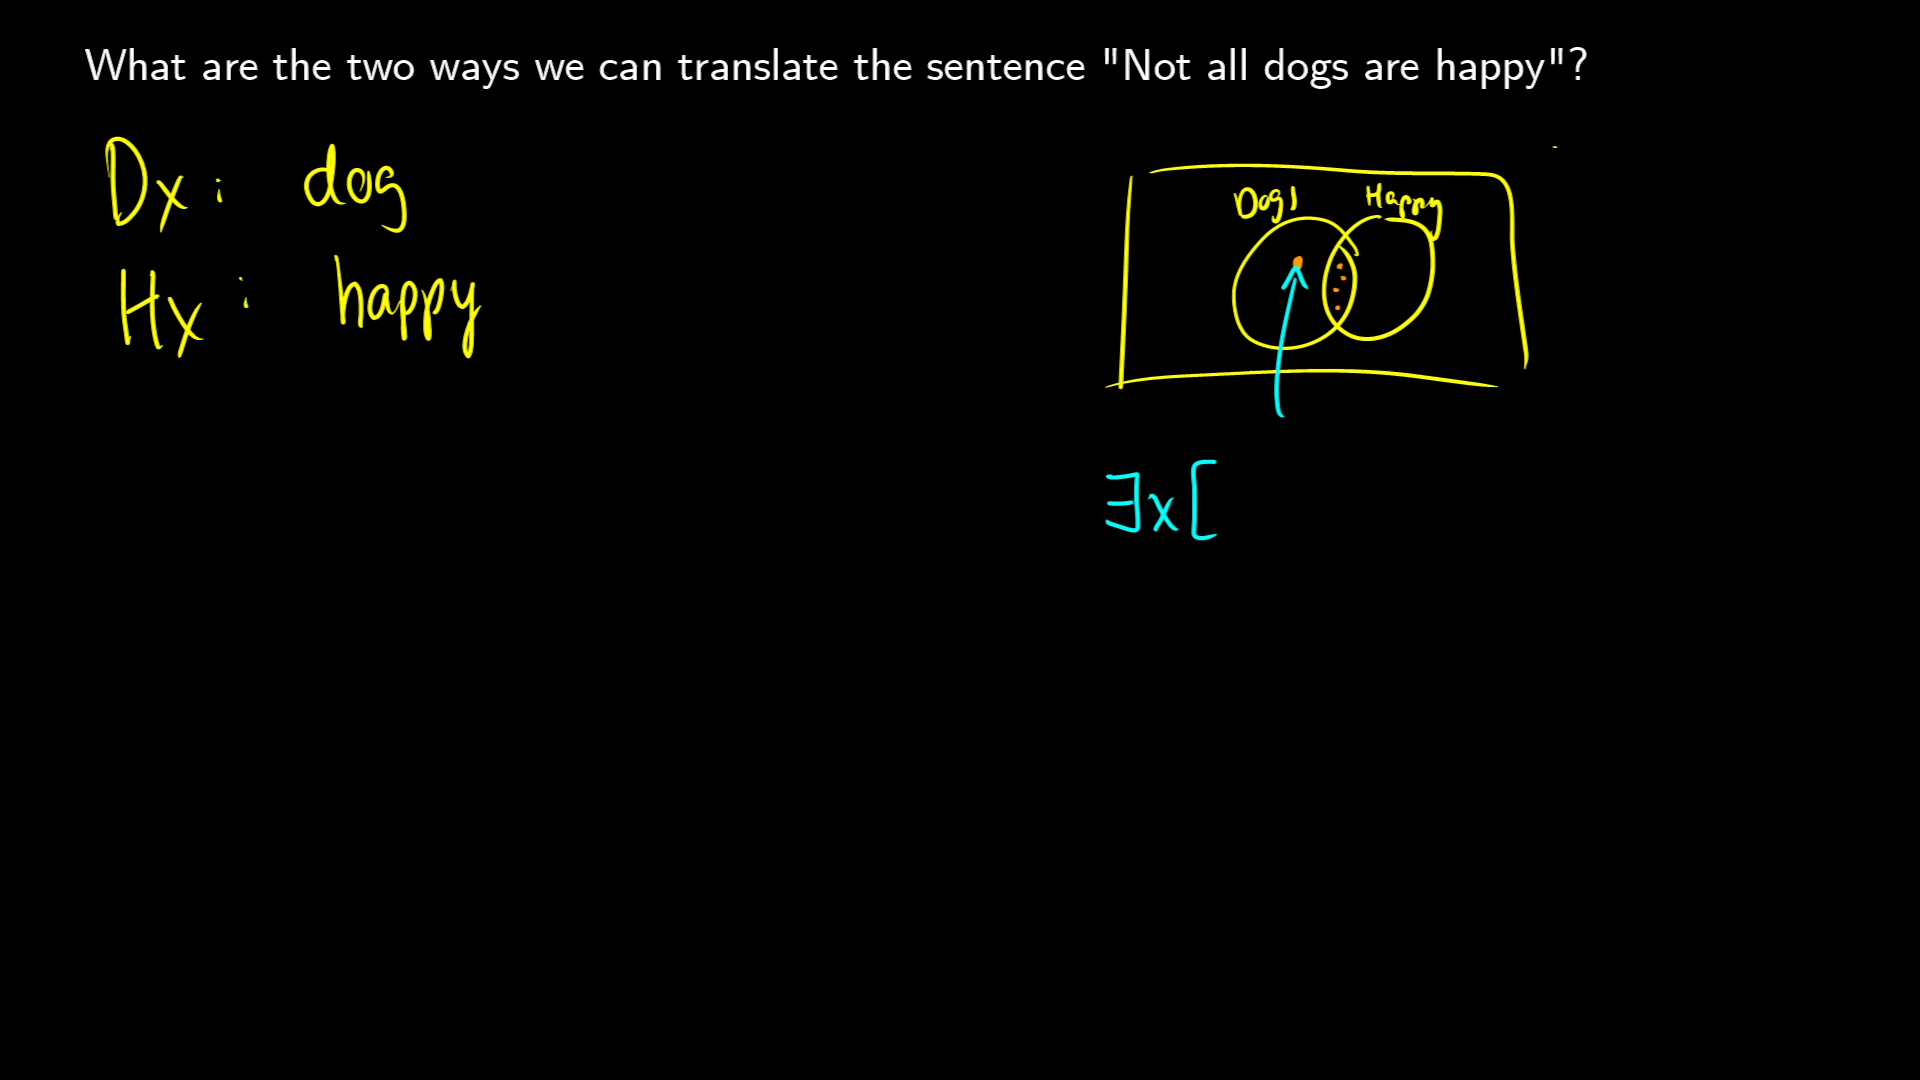 What are the two ways we can translate the sentence "Not all dogs are happy"?
Dx: dog
Hx: happy
Dogs Happy
∃x[